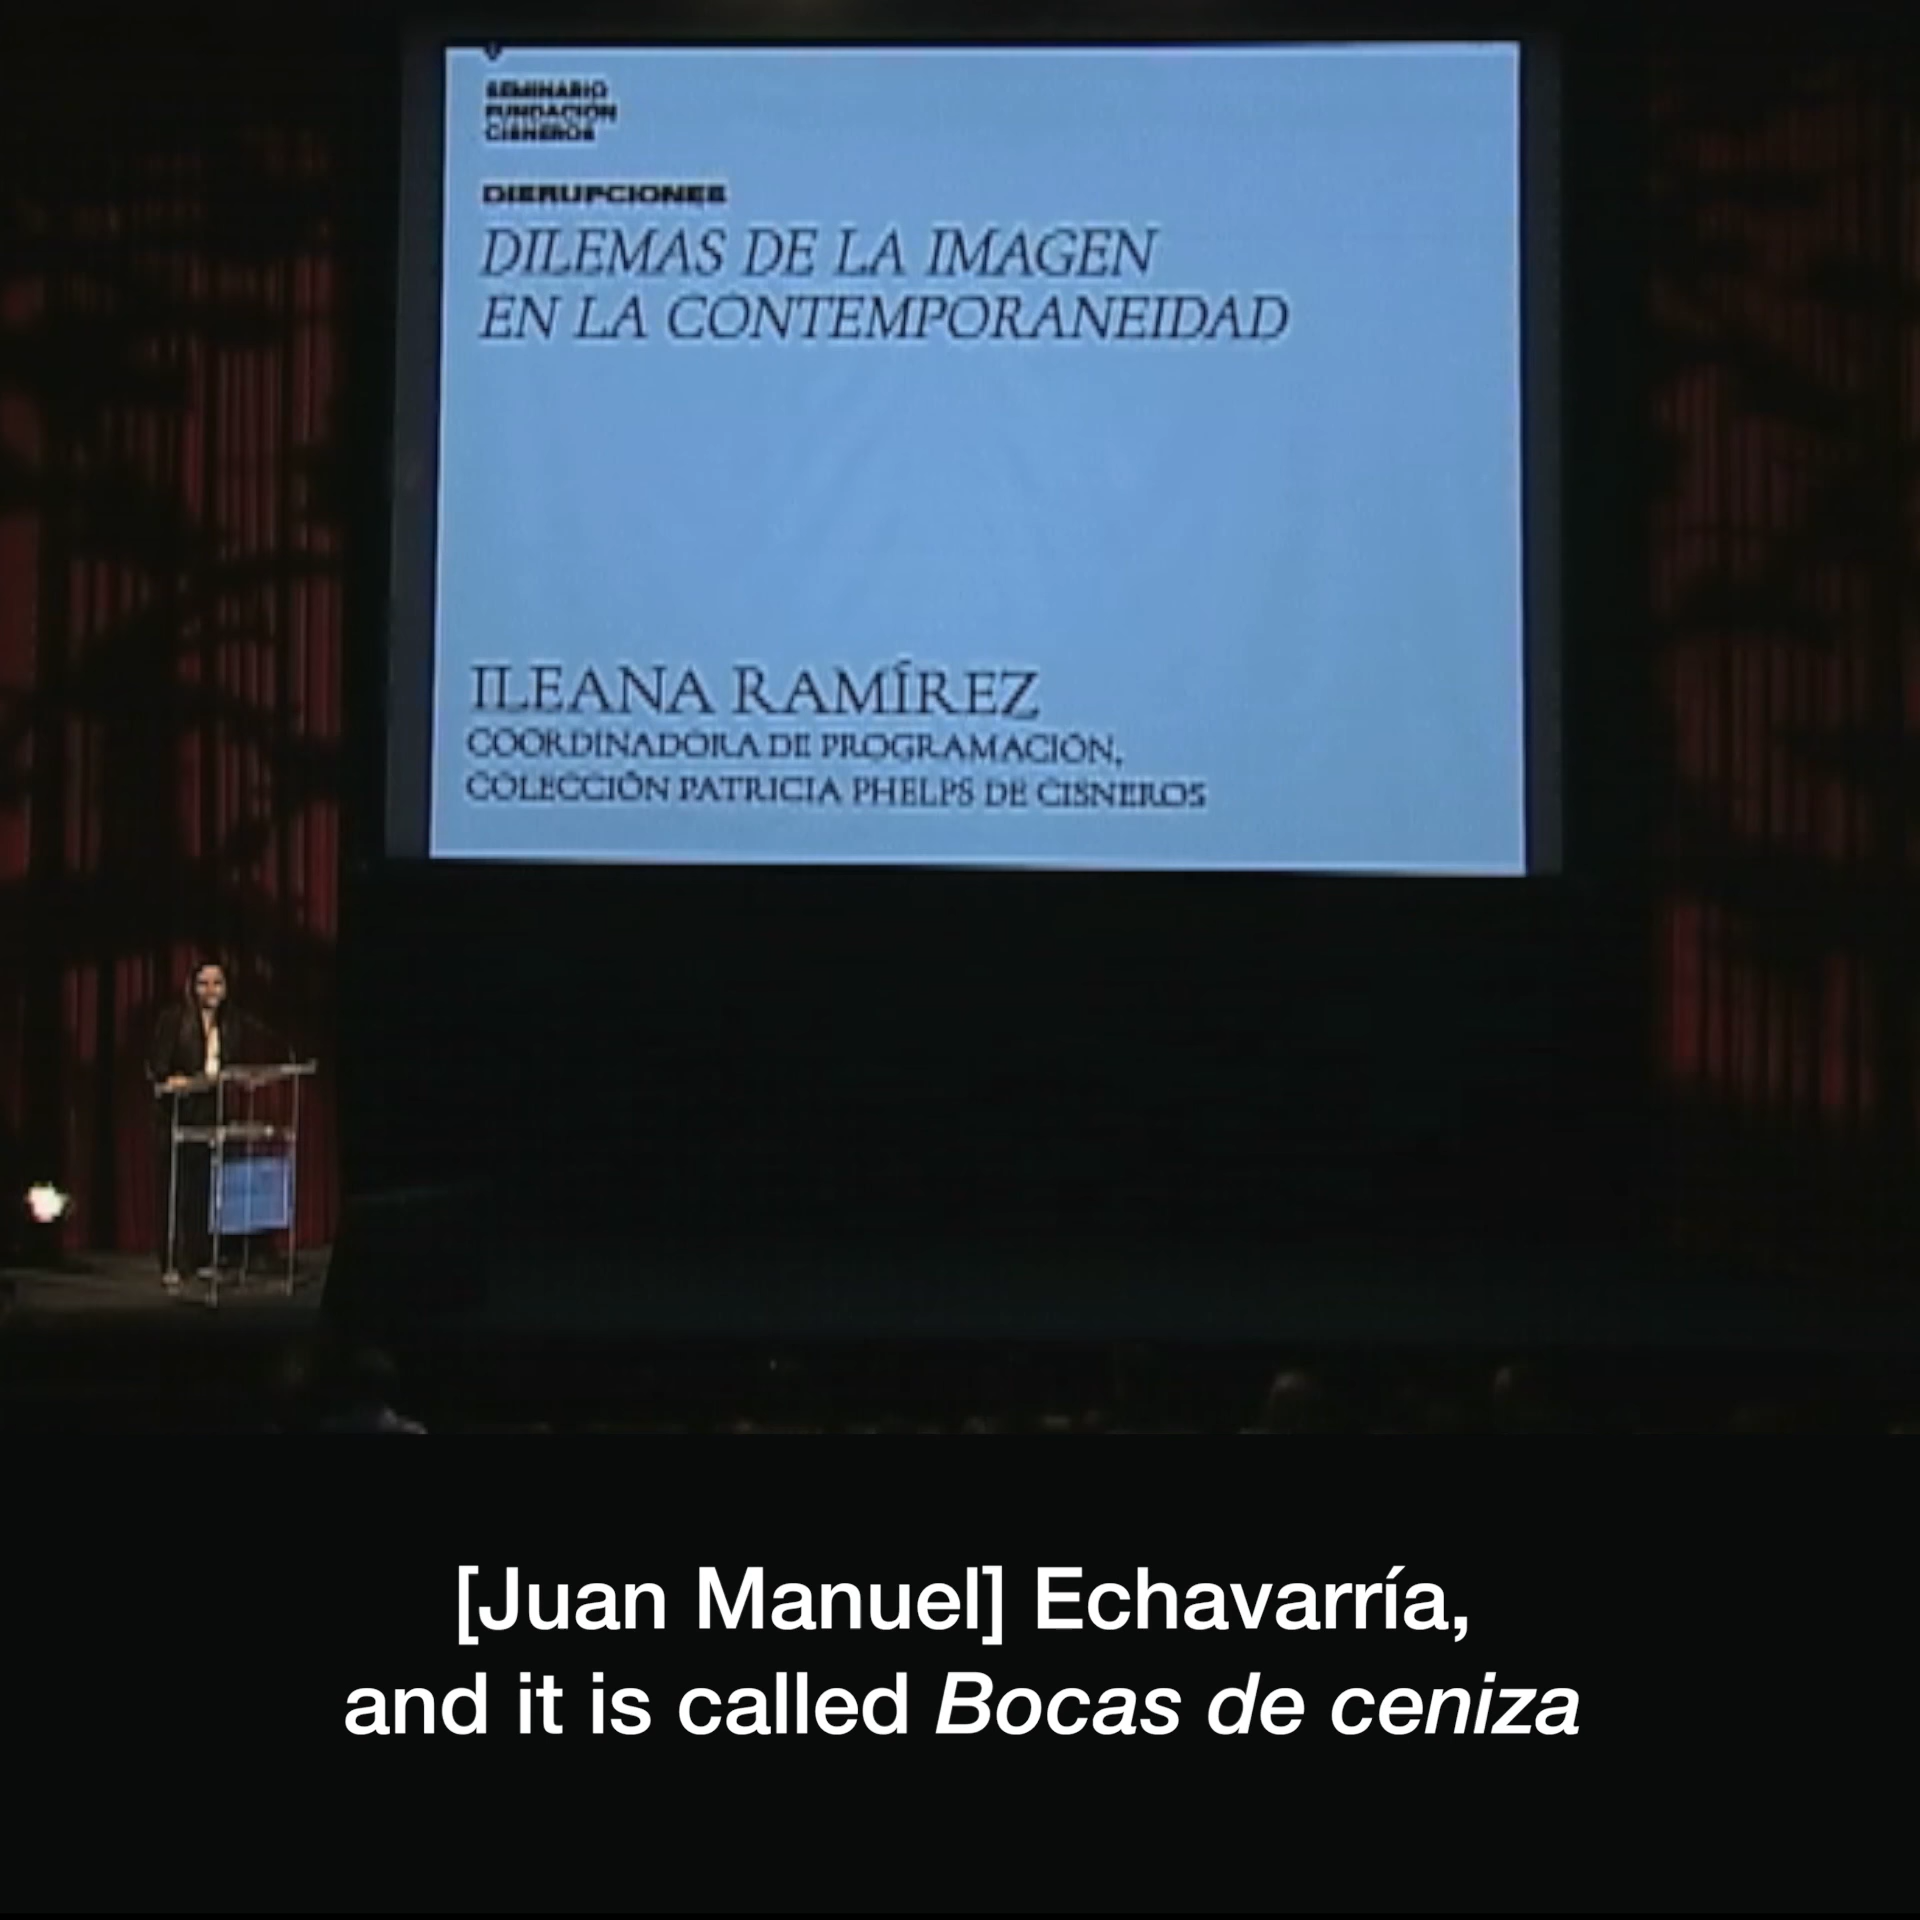 SEMINARIO
FUNDACIÓN
CISNEROS
DISRUPCIONES
DILEMAS DE LA IMAGEN
EN LA CONTEMPORANEIDAD
ILEANA RAMÍREZ
COORDINADORA DE PROGRAMACIÓN,
COLECCIÓN PATRICIA PHELPS DE CISNEROS
[Juan Manuel] Echavarría,
and it is called Bocas de ceniza